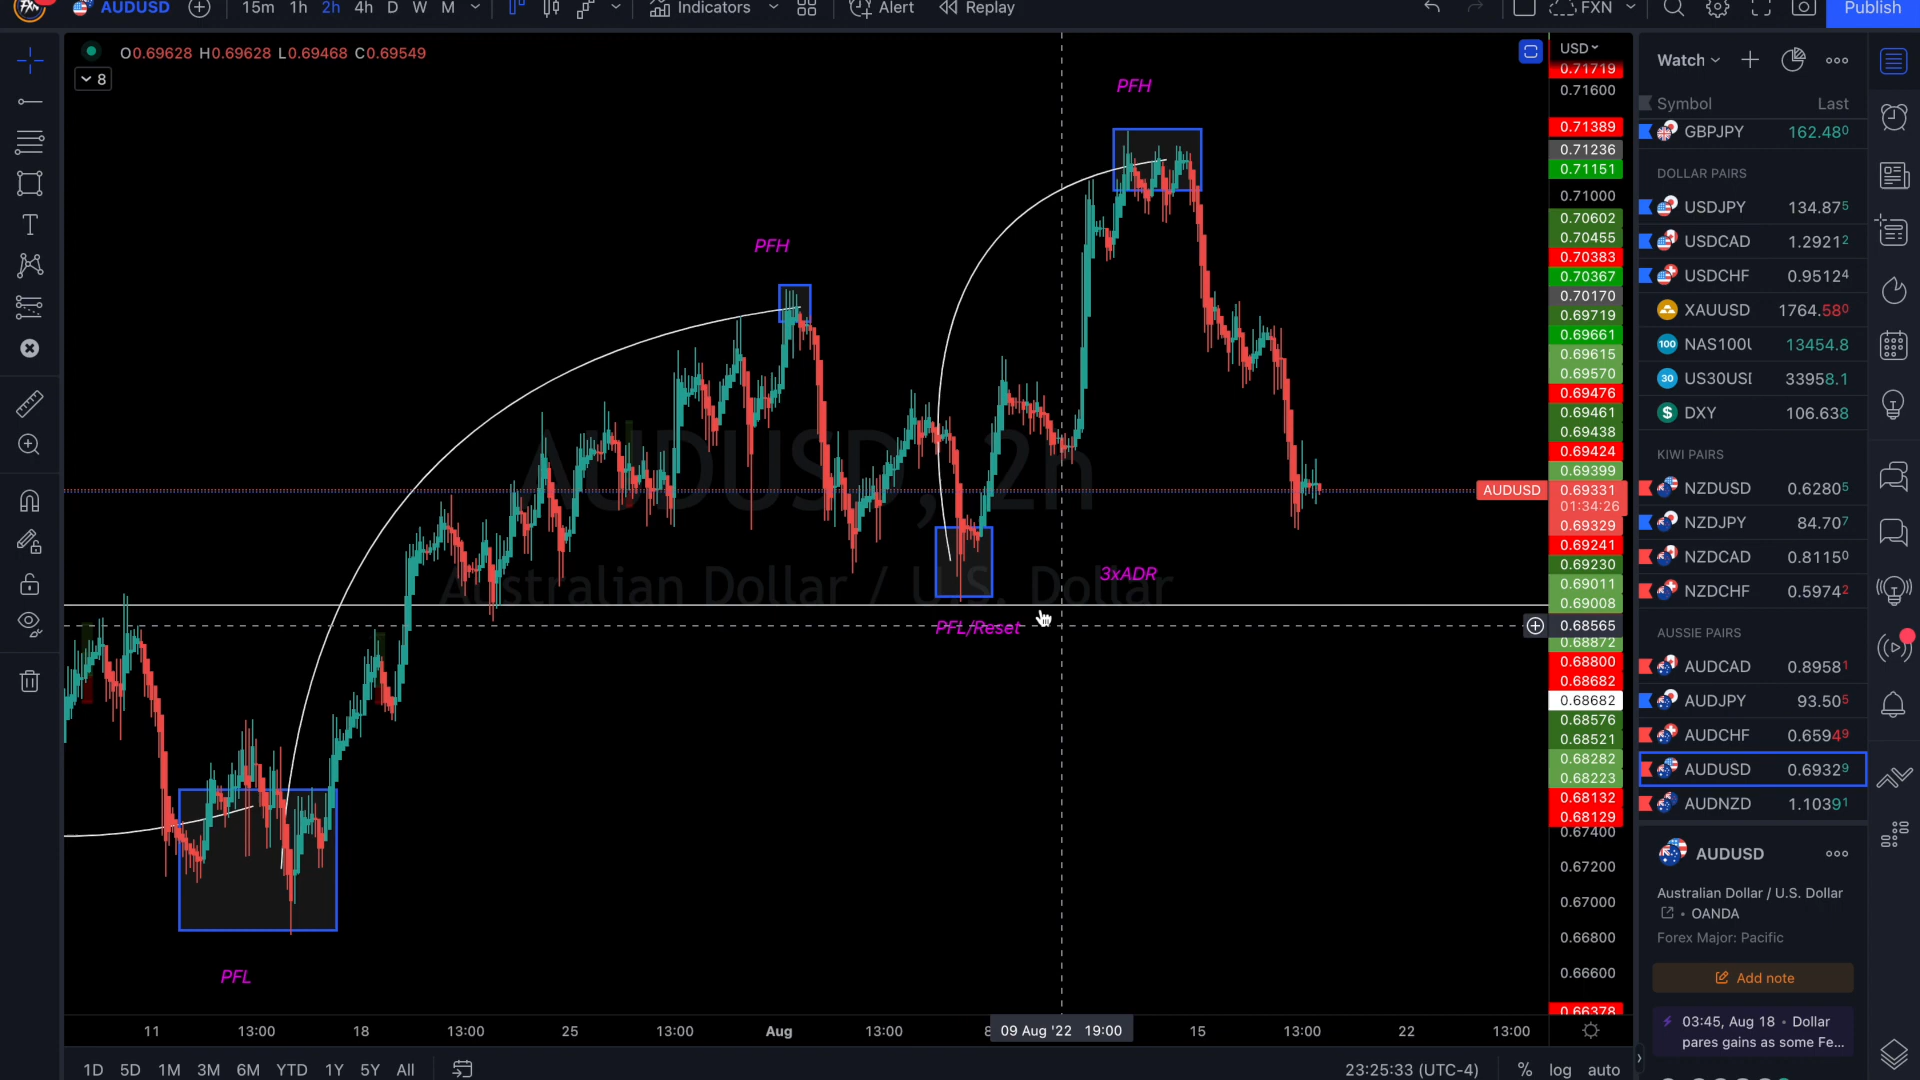 AUDUSD 15m 1h 2h 4h D W M Indicators Alert Replay FXN Publish
O0.69628 H0.69628 L0.69468 C0.69549
8
AUDUSD, 2h
Australian Dollar / U.S. Dollar
PFH
PFH
3xADR
PFL/Reset
PFL
USD
0.71719
0.71600
0.71389
0.71236
0.71151
0.71000
0.70602
0.70455
0.70383
0.70367
0.70170
0.69719
0.69661
0.69615
0.69570
0.69476
0.69461
0.69438
0.69424
0.69399
AUDUSD 0.69331
01:34:26
0.69329
0.69241
0.69230
0.69011
0.69008
0.68565
0.68872
0.68800
0.68682
0.68682
0.68576
0.68521
0.68282
0.68223
0.68132
0.68129
0.67400
0.67200
0.67000
0.66800
0.66600
0.66378
11 13:00 18 13:00 25 13:00 Aug 13:00 8 09 Aug '22 19:00 15 13:00 22 13:00
1D 5D 1M 3M 6M YTD 1Y 5Y All 23:25:33 (UTC-4) % log auto
Watch
Symbol Last
GBPJPY 162.480
DOLLAR PAIRS
USDJPY 134.875
USDCAD 1.29212
USDCHF 0.95124
XAUUSD 1764.580
100 NAS100U 13454.8
30 US30USD 33958.1
$ DXY 106.638
KIWI PAIRS
NZDUSD 0.62805
NZDJPY 84.707
NZDCAD 0.81150
NZDCHF 0.59742
AUSSIE PAIRS
AUDCAD 0.89581
AUDJPY 93.505
AUDCHF 0.65949
AUDUSD 0.69329
AUDNZD 1.10391
AUDUSD
Australian Dollar / U.S. Dollar
• OANDA
Forex Major: Pacific
Add note
03:45, Aug 18 • Dollar
pares gains as some Fe...